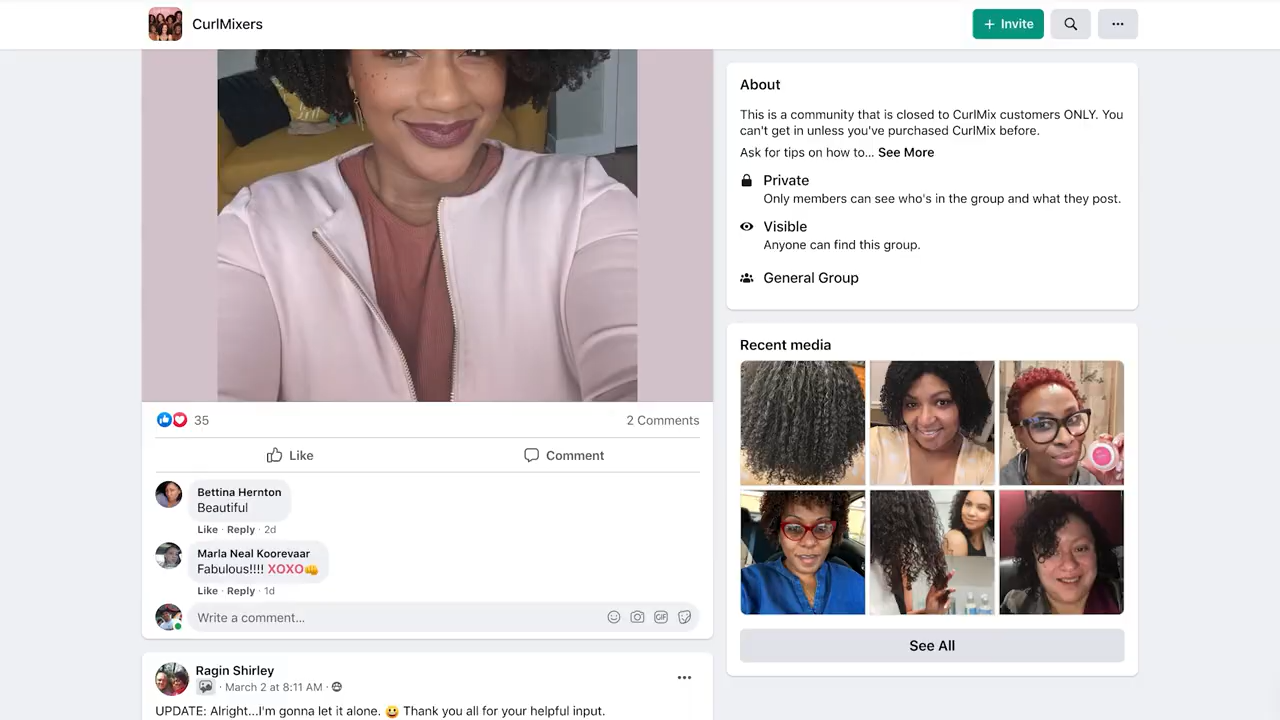 CurlMixers
+ Invite
About
This is a community that is closed to CurlMix customers ONLY. You
can't get in unless you've purchased CurlMix before.
Ask for tips on how to... See More
Private
Only members can see who's in the group and what they post.
Visible
Anyone can find this group.
General Group
Recent media
See All
35
2 Comments
Like
Comment
Bettina Hernton
Beautiful
Like · Reply · 2d
Marla Neal Koorevaar
Fabulous!!!! XOXO👊
Like · Reply · 1d
Write a comment...
GIF
Ragin Shirley
· March 2 at 8:11 AM ·
UPDATE: Alright...I'm gonna let it alone. 😃 Thank you all for your helpful input.